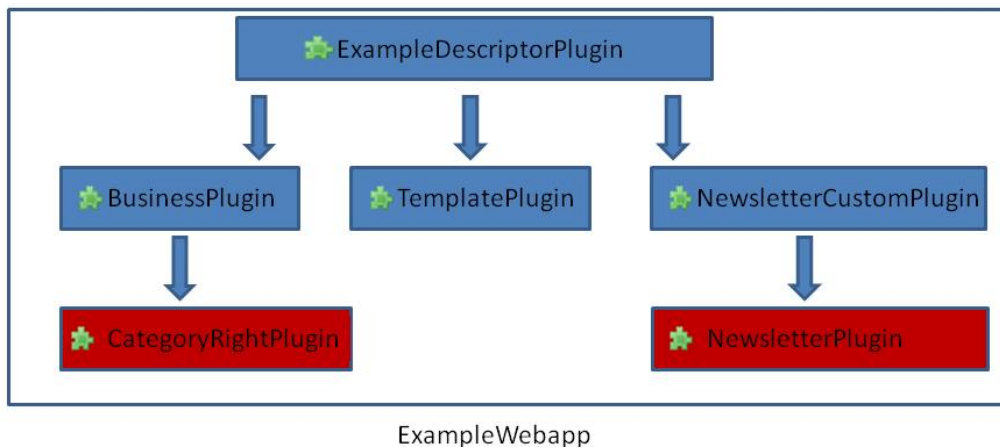 ExampleDescriptorPlugin
BusinessPlugin
TemplatePlugin
NewsletterCustomPlugin
CategoryRightPlugin
NewsletterPlugin
ExampleWebapp